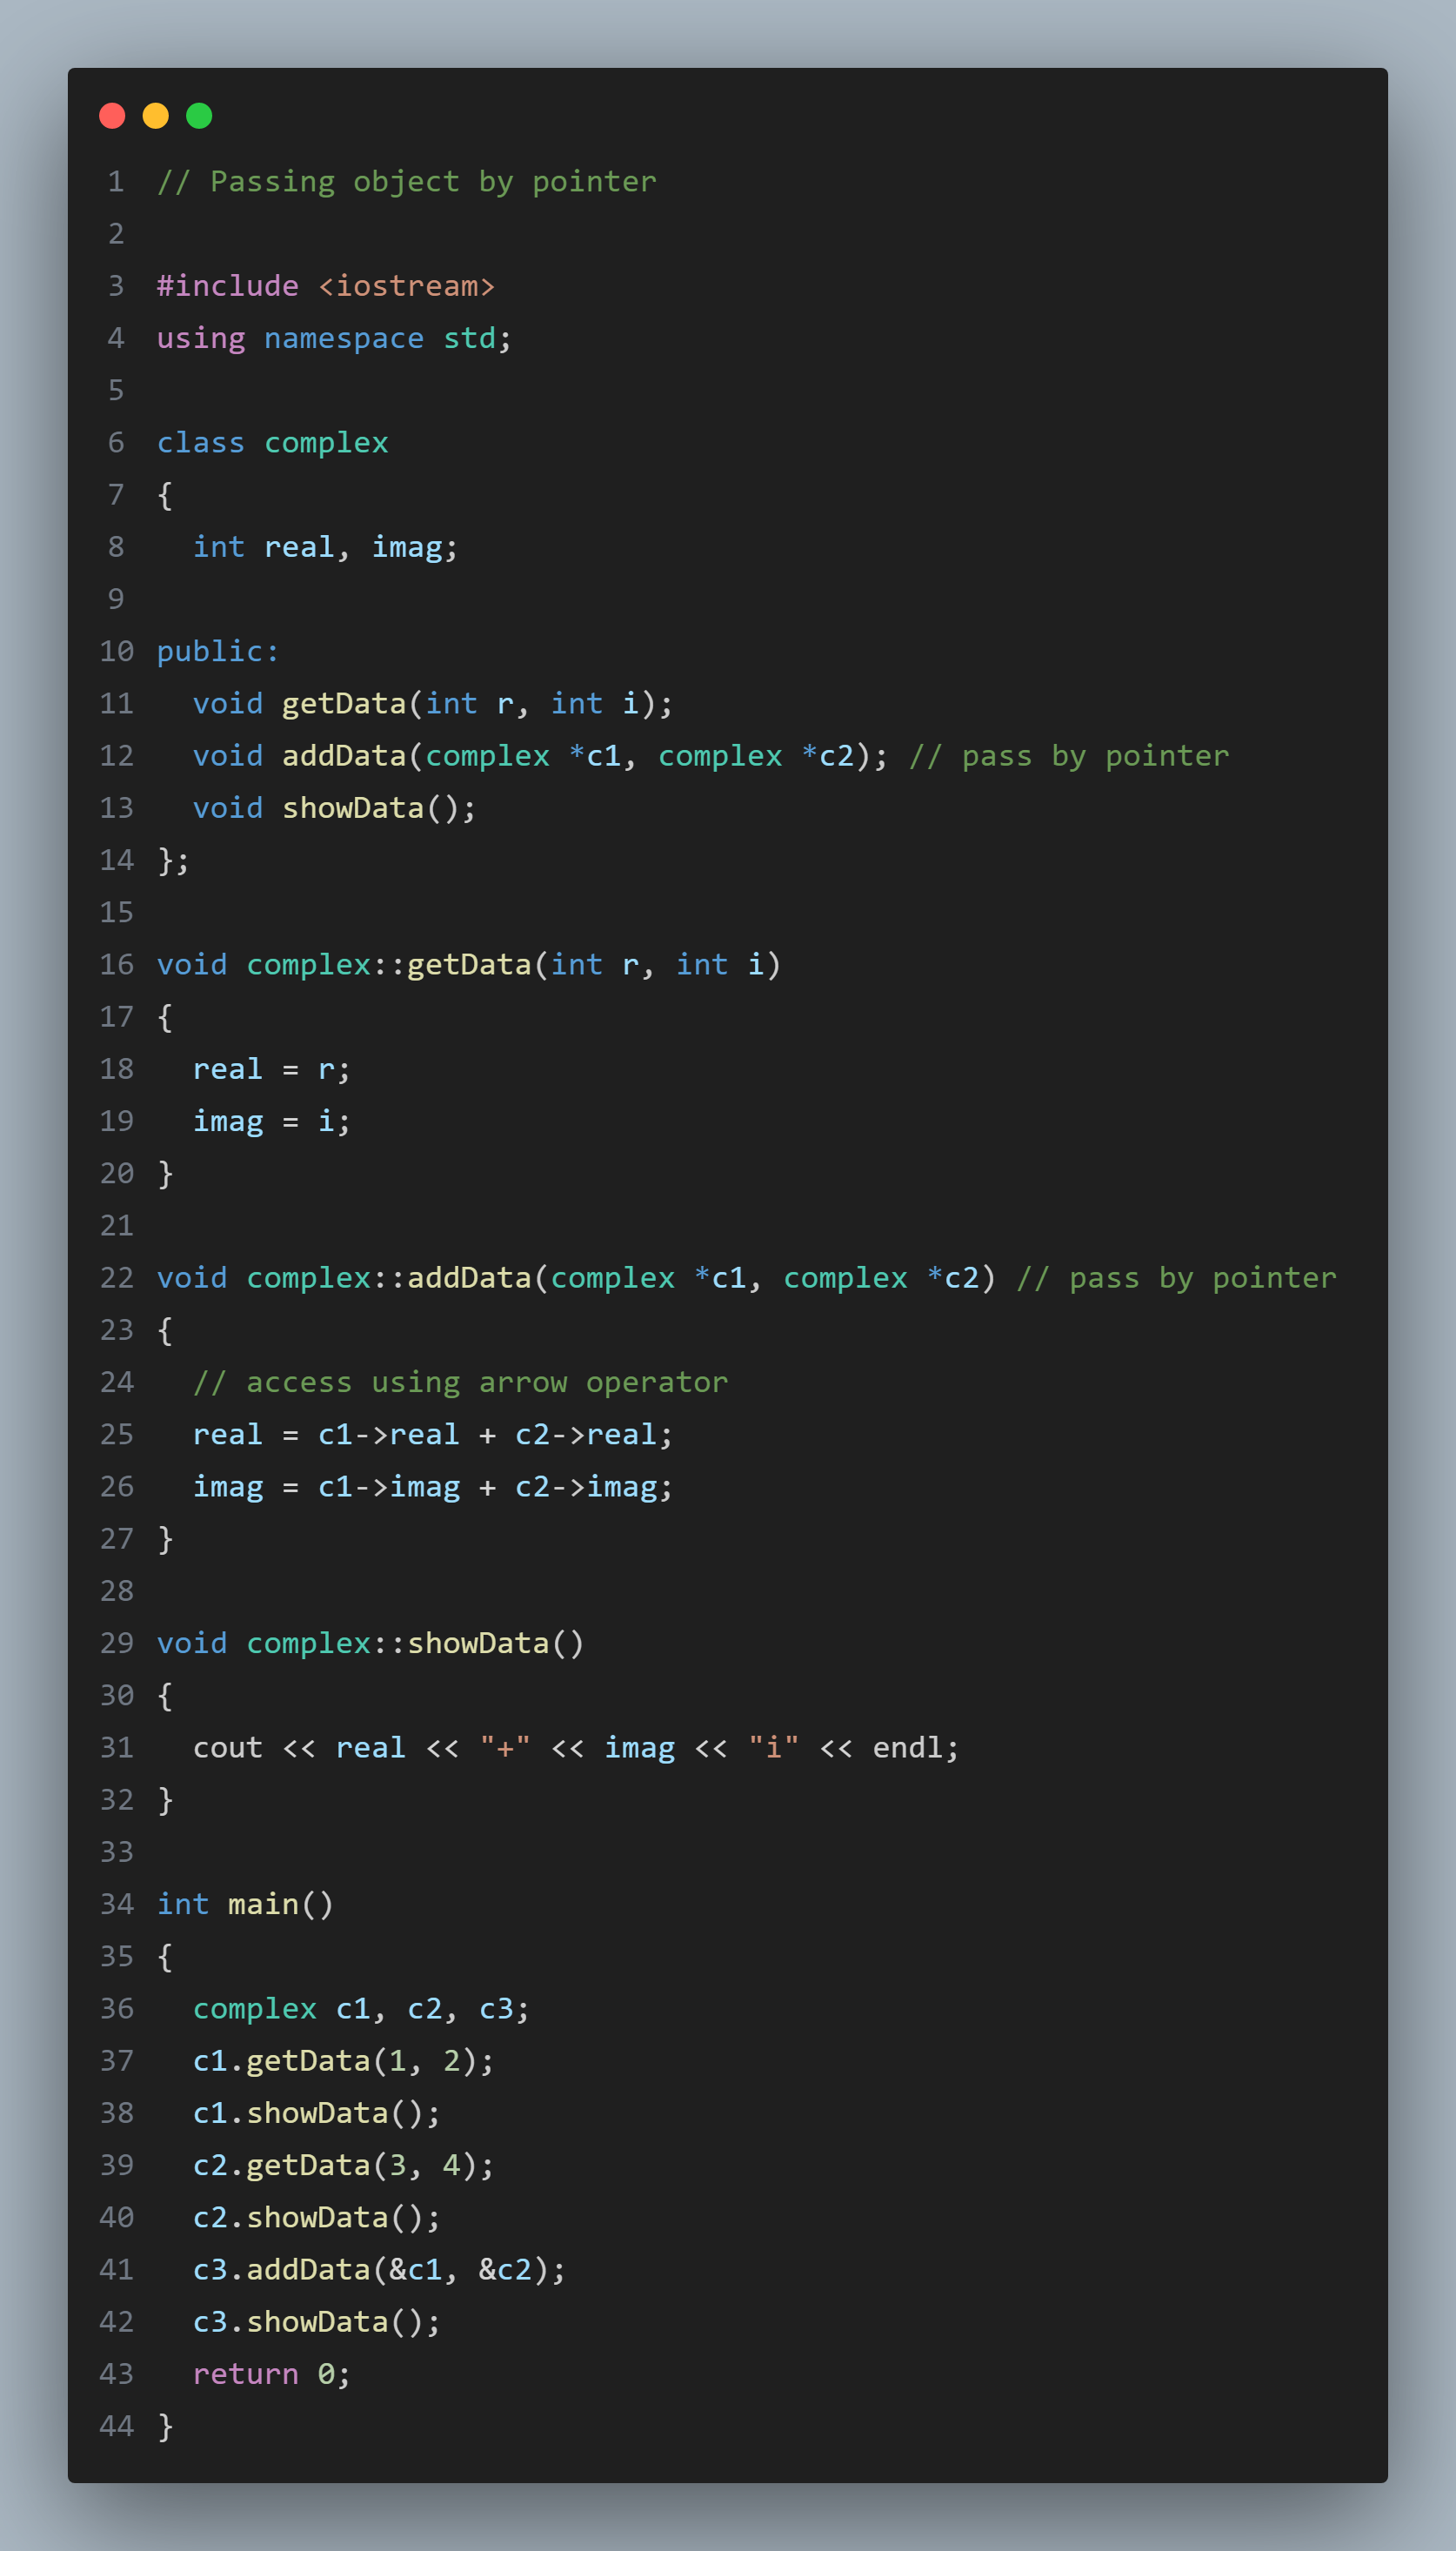 1 // Passing object by pointer
2
3 #include <iostream>
4 using namespace std;
5
6 class complex
7 {
8   int real, imag;
9
10 public:
11   void getData(int r, int i);
12   void addData(complex *c1, complex *c2); // pass by pointer
13   void showData();
14 };
15
16 void complex::getData(int r, int i)
17 {
18   real = r;
19   imag = i;
20 }
21
22 void complex::addData(complex *c1, complex *c2) // pass by pointer
23 {
24   // access using arrow operator
25   real = c1->real + c2->real;
26   imag = c1->imag + c2->imag;
27 }
28
29 void complex::showData()
30 {
31   cout << real << "+" << imag << "i" << endl;
32 }
33
34 int main()
35 {
36   complex c1, c2, c3;
37   c1.getData(1, 2);
38   c1.showData();
39   c2.getData(3, 4);
40   c2.showData();
41   c3.addData(&c1, &c2);
42   c3.showData();
43   return 0;
44 }